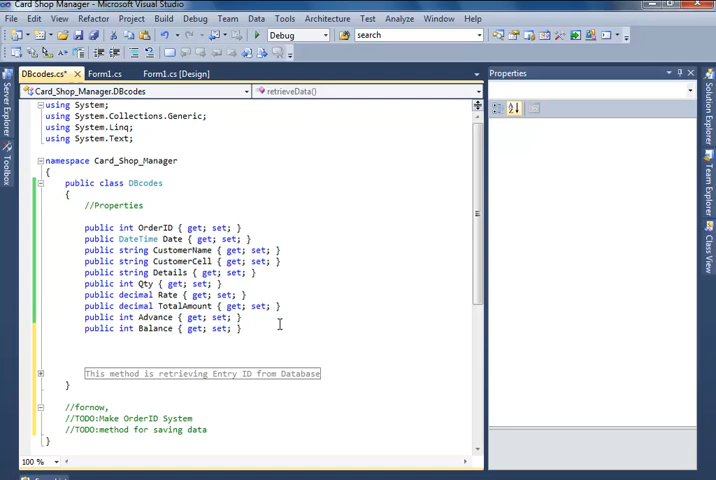 Card Shop Manager - Microsoft Visual Studio
File Edit View Refactor Project Build Debug Team Data Tools Architecture Test Analyze Window Help
Debug search
DBcodes.cs* Form1.cs Form1.cs [Design]
Card_Shop_Manager.DBcodes retrieveData()
using System;
using System.Collections.Generic;
using System.Linq;
using System.Text;
namespace Card_Shop_Manager
{
public class DBcodes
{
//Properties
public int OrderID { get; set; }
public DateTime Date { get; set; }
public string CustomerName { get; set; }
public string CustomerCell { get; set; }
public string Details { get; set; }
public int Qty { get; set; }
public decimal Rate { get; set; }
public decimal TotalAmount { get; set; }
public int Advance { get; set; }
public int Balance { get; set; }
This method is retrieving Entry ID from Database
}
//fornow,
//TODO:Make OrderID System
//TODO:method for saving data
}
100 %
Server Explorer
Toolbox
Properties
Solution Explorer
Team Explorer
Class View